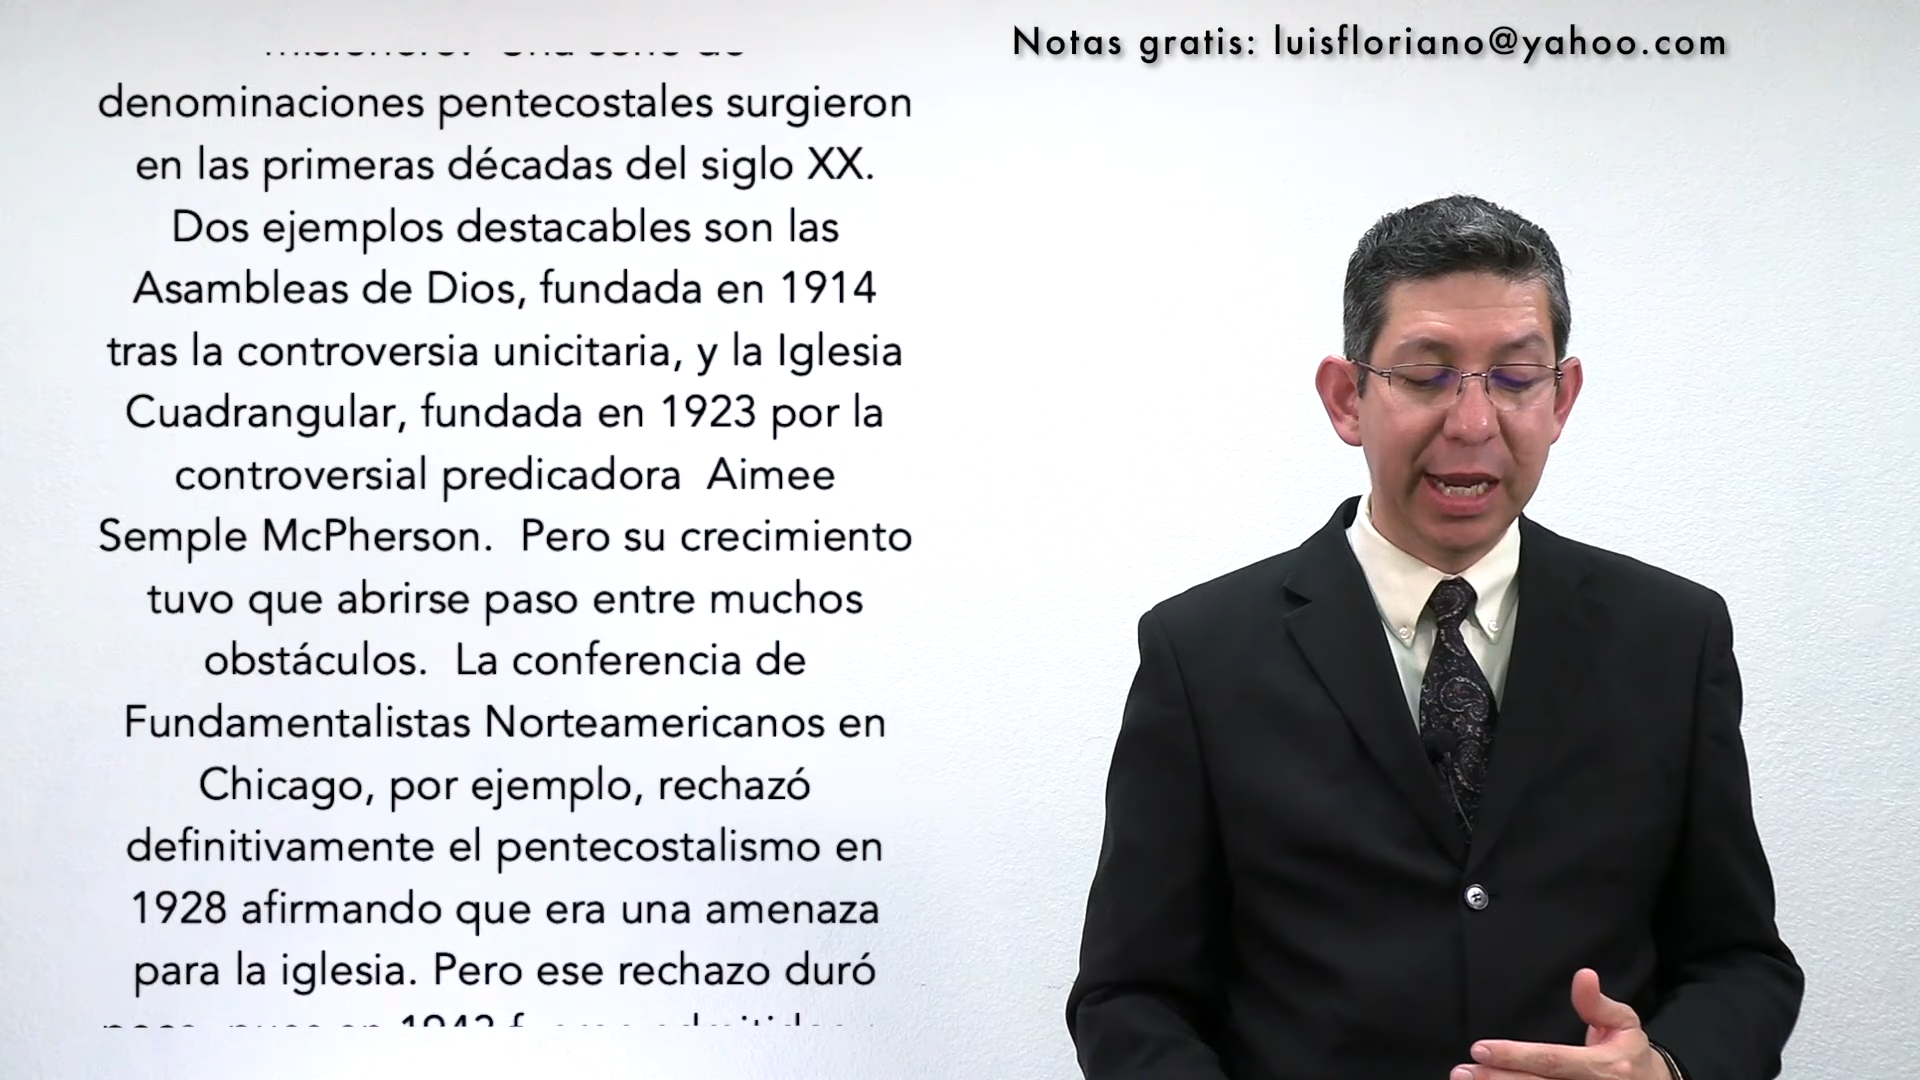 Notas gratis: luisfloriano@yahoo.com
denominaciones pentecostales surgieron
en las primeras décadas del siglo XX.
Dos ejemplos destacables son las
Asambleas de Dios, fundada en 1914
tras la controversia unicitaria, y la Iglesia
Cuadrangular, fundada en 1923 por la
controversial predicadora Aimee
Semple McPherson. Pero su crecimiento
tuvo que abrirse paso entre muchos
obstáculos. La conferencia de
Fundamentalistas Norteamericanos en
Chicago, por ejemplo, rechazó
definitivamente el pentecostalismo en
1928 afirmando que era una amenaza
para la iglesia. Pero ese rechazo duró